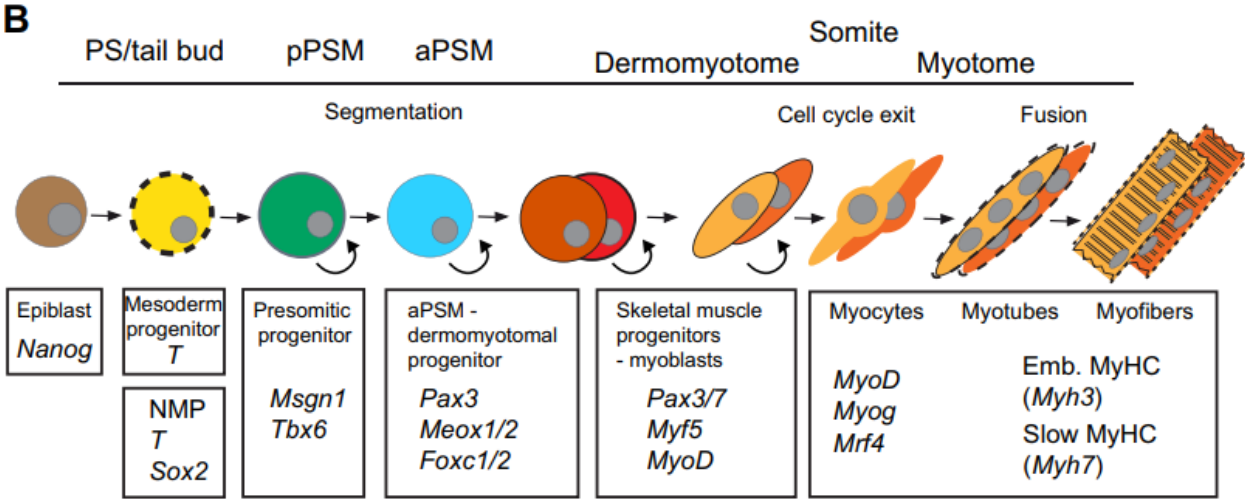 B
PS/tail bud
pPSM
aPSM
Somite
Dermomyotome
Myotome
Segmentation
Cell cycle exit
Fusion
Epiblast
Nanog
Mesoderm
progenitor
T
NMP
T
Sox2
Presomitic
progenitor
Msgn1
Tbx6
aPSM -
dermomyotomal
progenitor
Pax3
Meox1/2
Foxc1/2
Skeletal muscle
progenitors
- myoblasts
Pax3/7
Myf5
MyoD
Myocytes
Myotubes
Myofibers
MyoD
Myog
Mrf4
Emb. MyHC
(Myh3)
Slow MyHC
(Myh7)